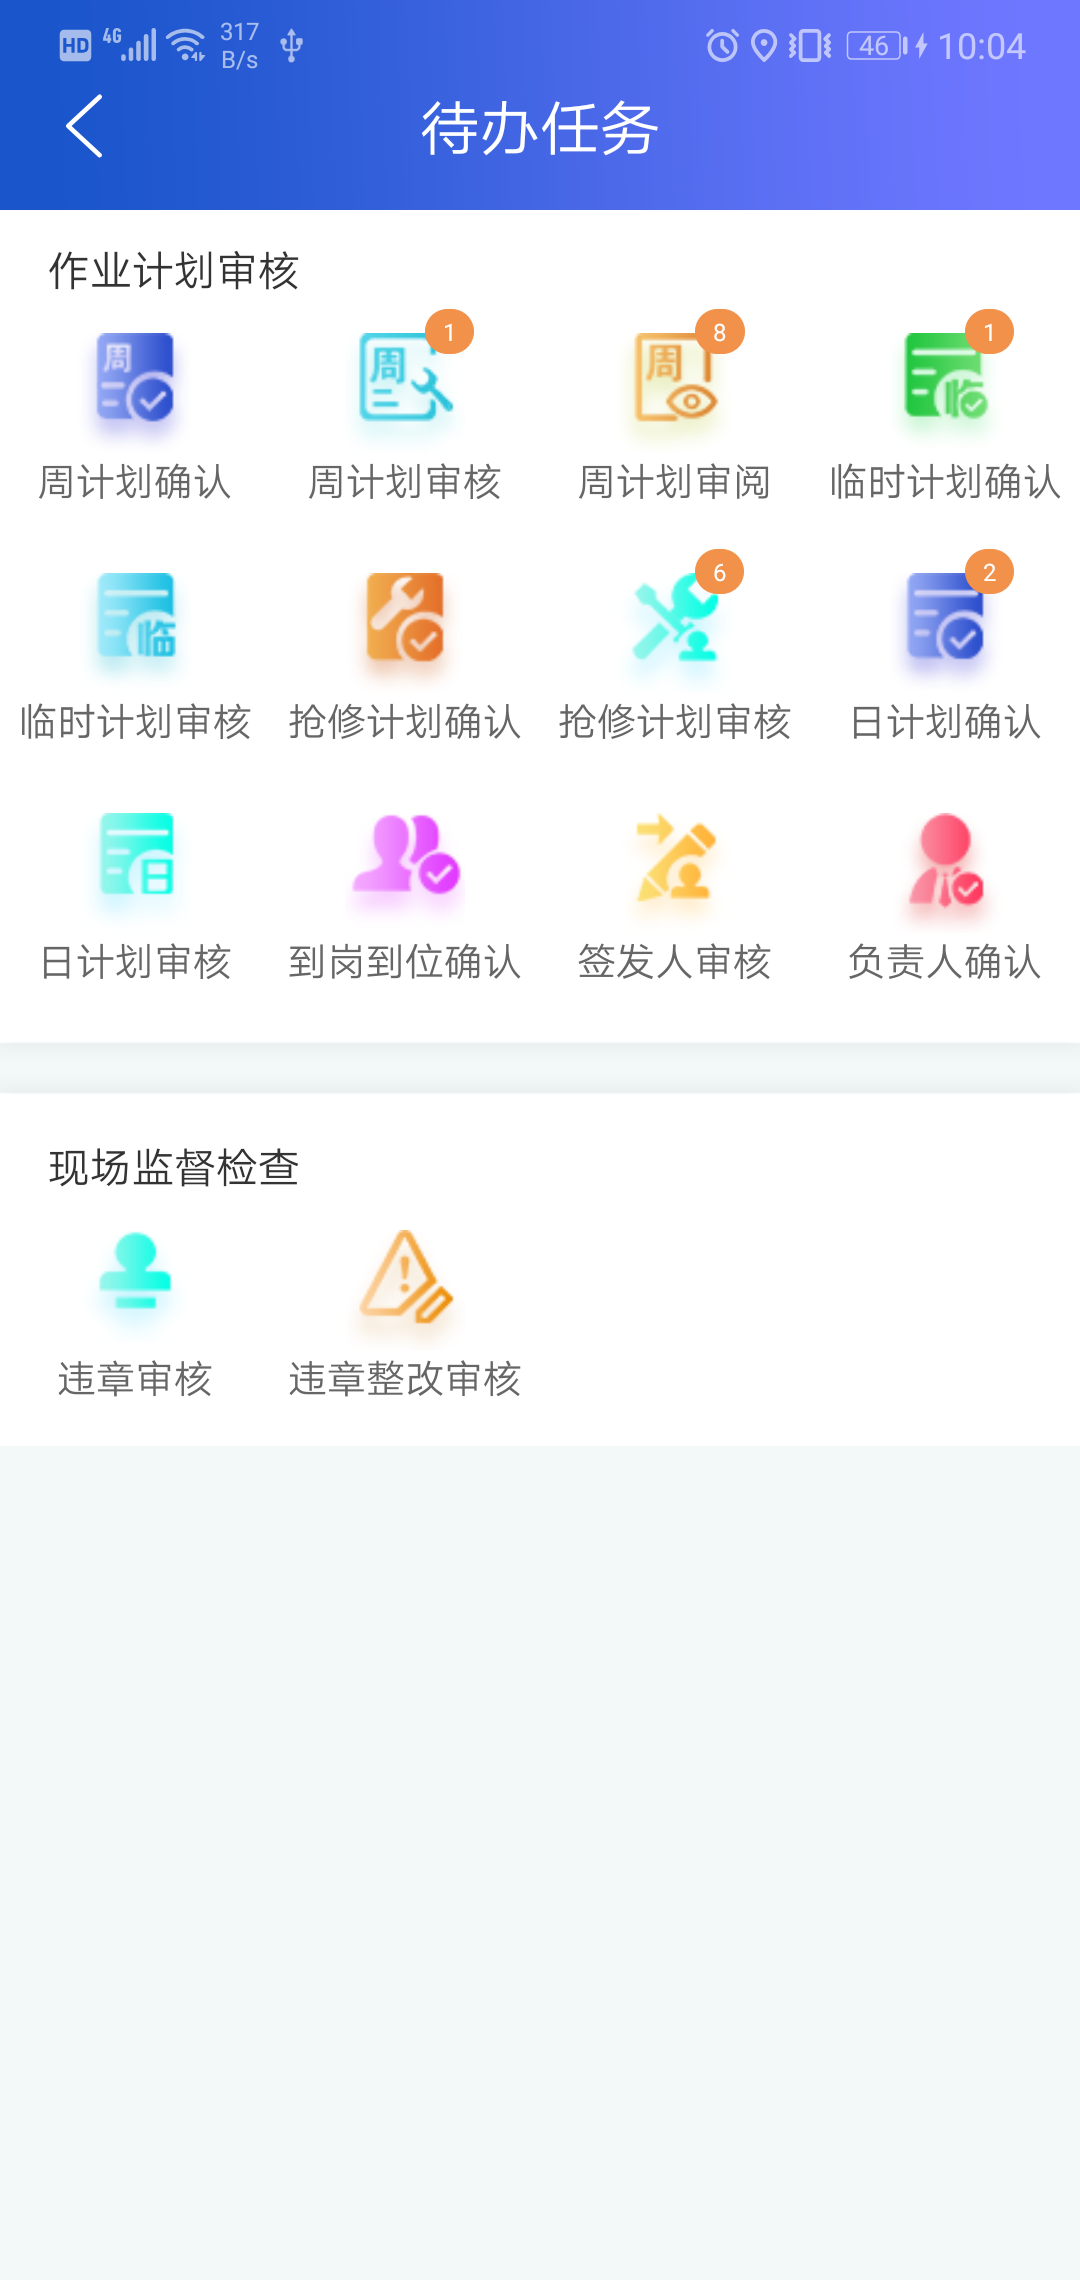 HD 4G 317 B/s 46 10:04
待办任务
作业计划审核
周 1 周 8 周 1 临
周计划确认 周计划审核 周计划审阅 临时计划确认
临 6 2
临时计划审核 抢修计划确认 抢修计划审核 日计划确认
日
日计划审核 到岗到位确认 签发人审核 负责人确认
现场监督检查
违章审核 违章整改审核